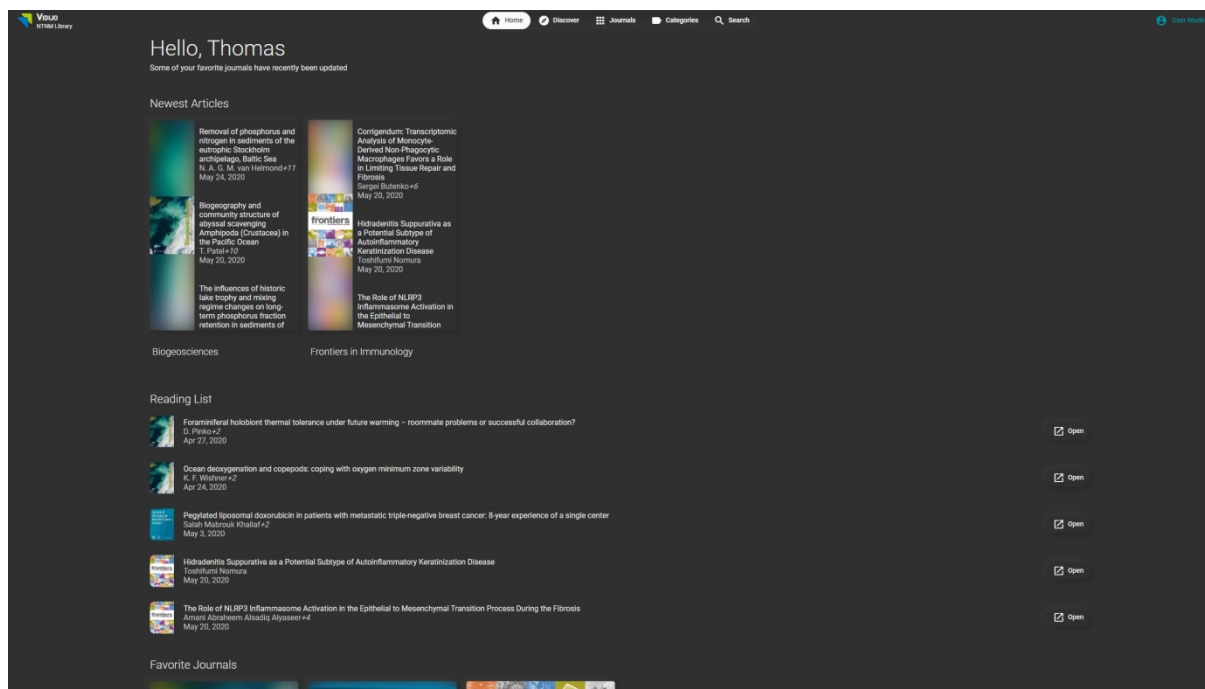 VIBLIO
NTNM Library
Home
Discover
Journals
Categories
Search
User Mode
Hello, Thomas
Some of your favorite journals have recently been updated
Newest Articles
Removal of phosphorus and
nitrogen in sediments of the
eutrophic Stockholm
archipelago, Baltic Sea
N. A. G. M. van Helmond+11
May 24, 2020
Biogeography and
community structure of
abyssal scavenging
Amphipoda (Crustacea) in
the Pacific Ocean
T. Patel+10
May 20, 2020
The influences of historic
lake trophy and mixing
regime changes on long-
term phosphorus fraction
retention in sediments of
Biogeosciences
frontiers
Corrigendum: Transcriptomic
Analysis of Monocyte-
Derived Non-Phagocytic
Macrophages Favors a Role
in Limiting Tissue Repair and
Fibrosis
Sergei Butenko+6
May 20, 2020
Hidradenitis Suppurativa as
a Potential Subtype of
Autoinflammatory
Keratinization Disease
Toshifumi Nomura
May 20, 2020
The Role of NLRP3
Inflammasome Activation in
the Epithelial to
Mesenchymal Transition
Frontiers in Immunology
Reading List
Foraminiferal holobiont thermal tolerance under future warming – roommate problems or successful collaboration?
D. Pinko+2
Apr 27, 2020
Open
Ocean deoxygenation and copepods: coping with oxygen minimum zone variability
K. F. Wishner+2
Apr 24, 2020
Open
Pegylated liposomal doxorubicin in patients with metastatic triple-negative breast cancer: 8-year experience of a single center
Salah Mabrouk Khallaf+2
May 3, 2020
Open
Hidradenitis Suppurativa as a Potential Subtype of Autoinflammatory Keratinization Disease
Toshifumi Nomura
May 20, 2020
Open
frontiers
The Role of NLRP3 Inflammasome Activation in the Epithelial to Mesenchymal Transition Process During the Fibrosis
Amani Abraheem Alsadiq Alyaseer+4
May 20, 2020
Open
frontiers
Favorite Journals